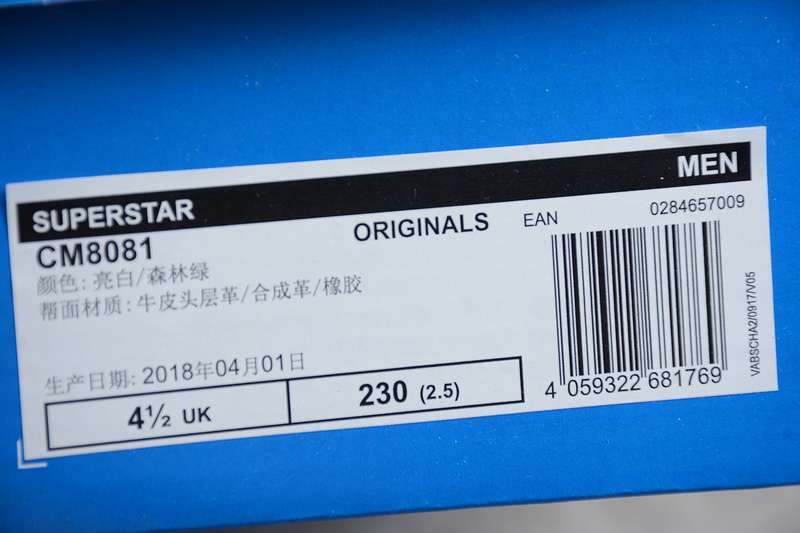 SUPERSTAR MEN
CM8081 ORIGINALS EAN 0284657009
颜色: 亮白/森林绿
帮面材质: 牛皮头层革/合成革/橡胶
生产日期: 2018年04月01日
4½ UK 230 (2.5)
4 059322 681769
VABSCHA2/0917/V05